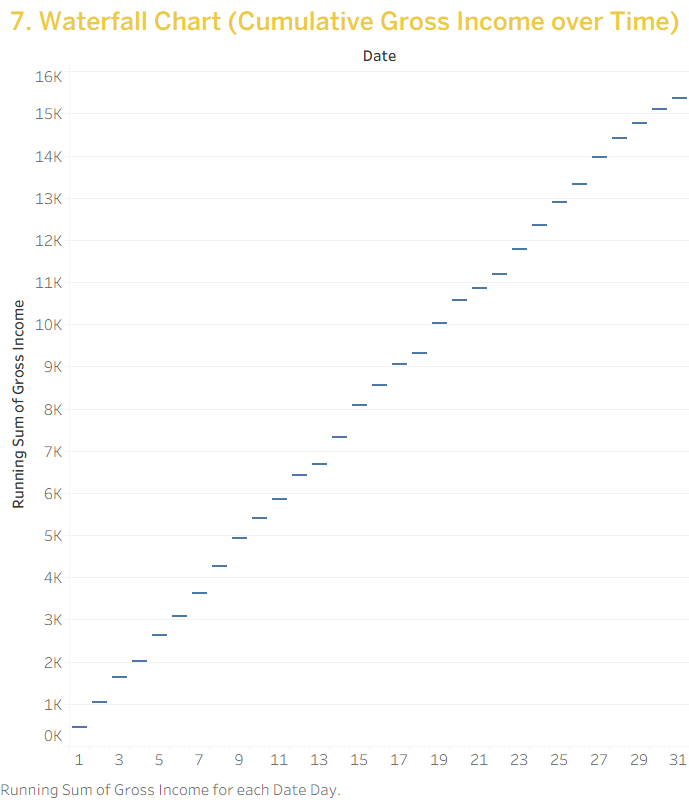 7. Waterfall Chart (Cumulative Gross Income over Time)
Date
16K
15K
14K
13K
12K
11K
10K
9K
8K
7K
6K
5K
4K
3K
2K
1K
0K
Running Sum of Gross Income
1 3 5 7 9 11 13 15 17 19 21 23 25 27 29 31
Running Sum of Gross Income for each Date Day.